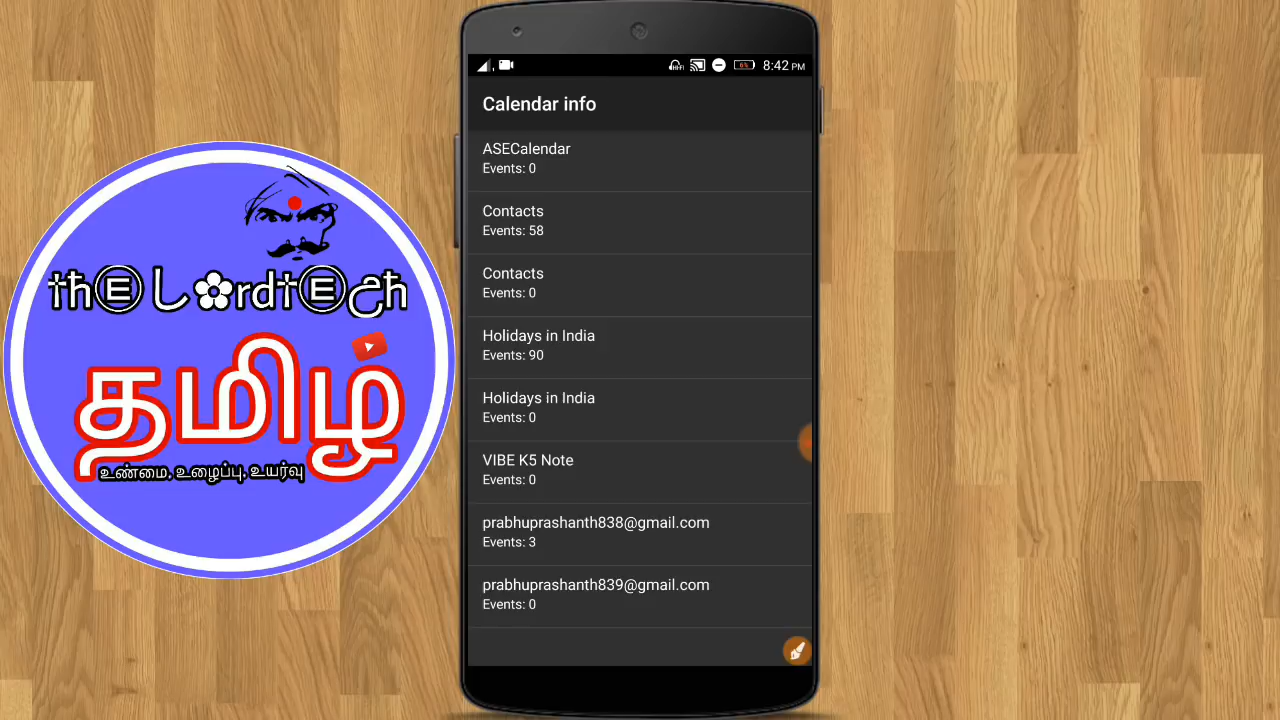 thE LordtEch
தமிழ்
உண்மை, உழைப்பு, உயர்வு
8:42 PM
Calendar info
ASECalendar
Events: 0
Contacts
Events: 58
Contacts
Events: 0
Holidays in India
Events: 90
Holidays in India
Events: 0
VIBE K5 Note
Events: 0
prabhuprashanth838@gmail.com
Events: 3
prabhuprashanth839@gmail.com
Events: 0